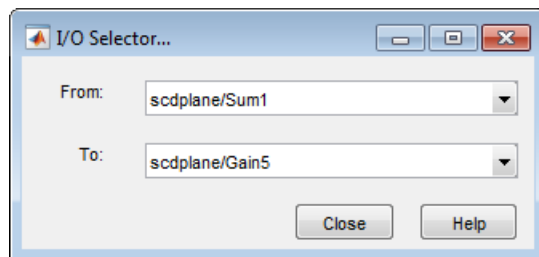 I/O Selector...
From: scdplane/Sum1
To: scdplane/Gain5
Close Help